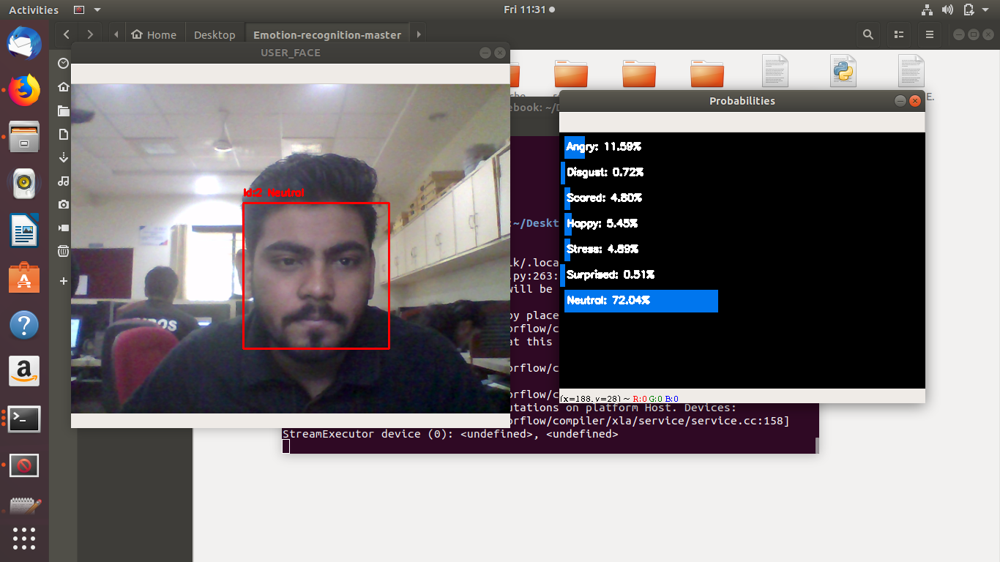 Activities
Fri 11:31
Home
Desktop
Emotion-recognition-master
USER_FACE
ebook: ~/D
Probabilities
E.
Angry: 11.59%
Disgust: 0.72%
Scared: 4.80%
Happy: 5.45%
Stress: 4.89%
Surprised: 0.51%
Neutral: 72.04%
(x=188, y=28) ~ R:0 G:0 B:0
id:2 Neutral
:~/Deskt
lk/.loca
.py:263:
will be
by place
orflow/c
at this
orflow/c
orflow/c
utations on platform Host. Devices:
orflow/compiler/xla/service/service.cc:158]
StreamExecutor device (0): <undefined>, <undefined>